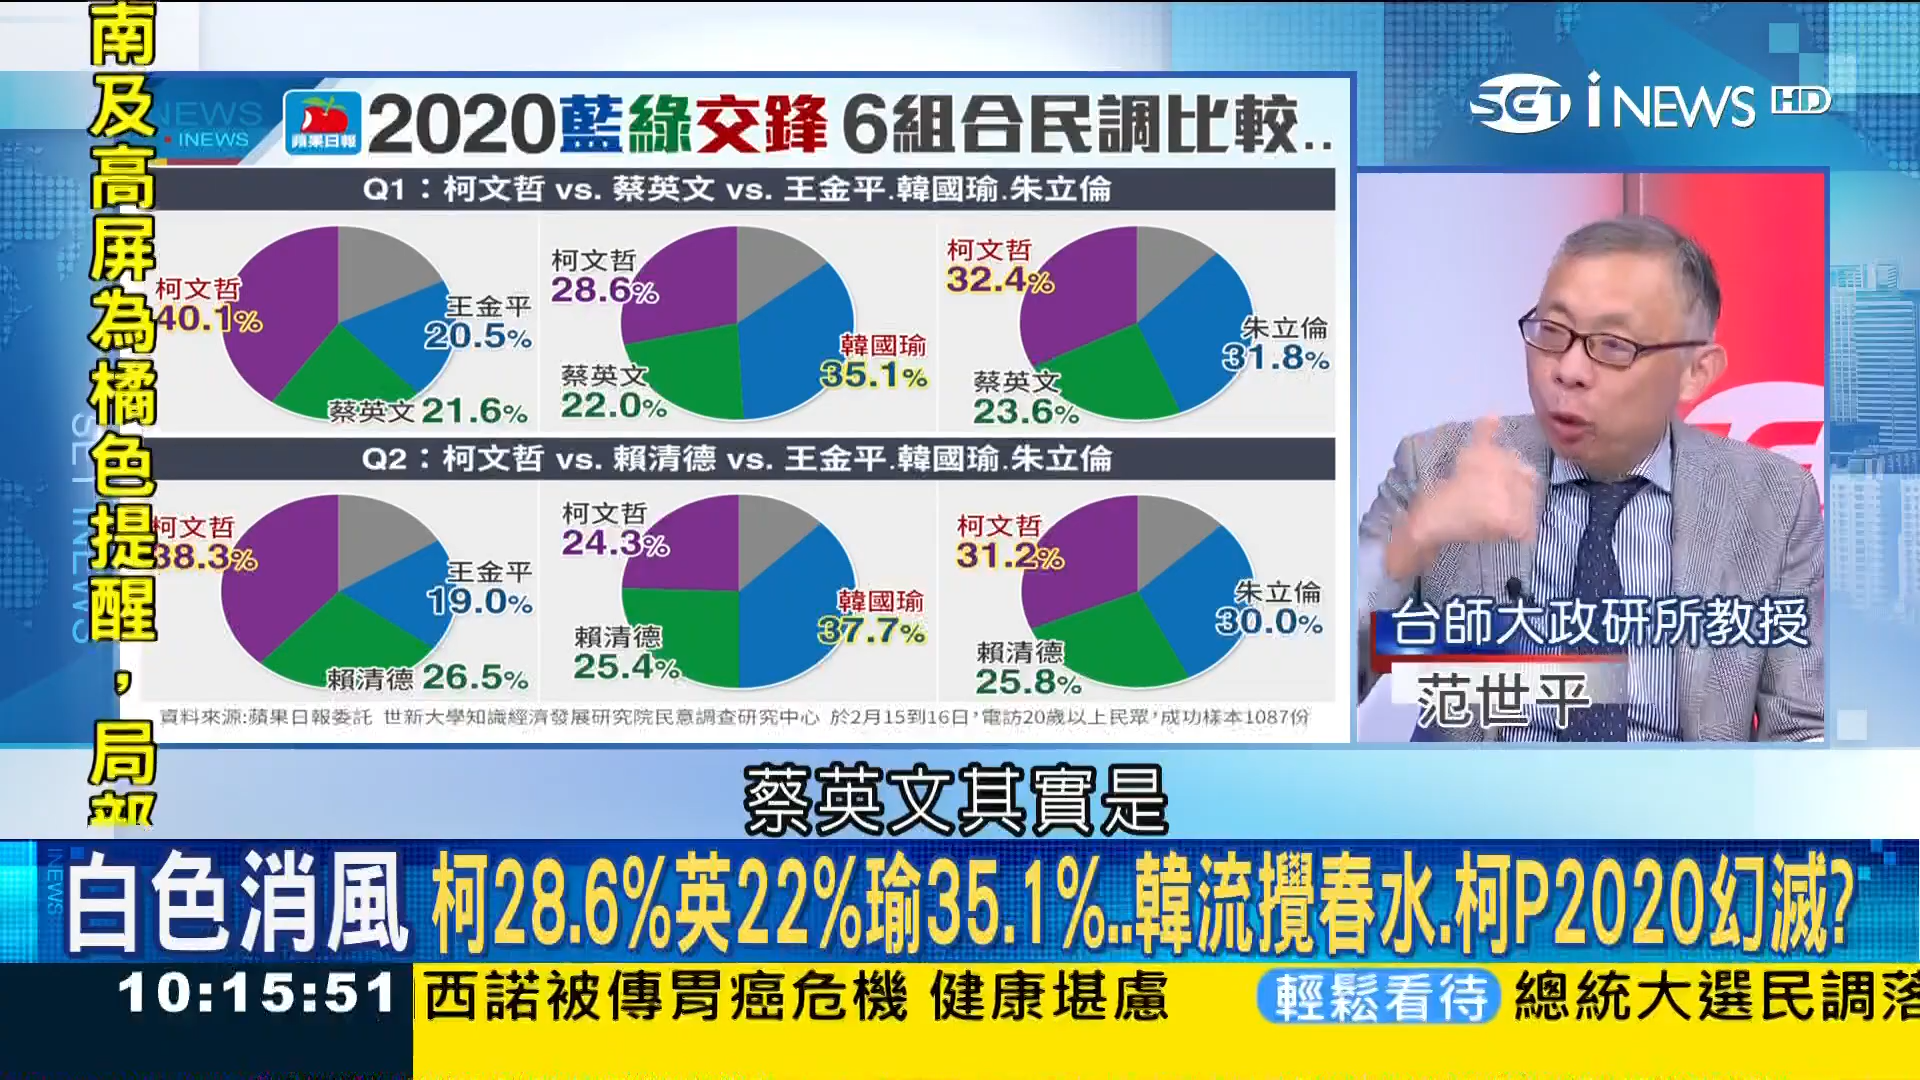 南及高屏為橘色提醒，局部
NEWS
INEWS
蘋果日報
2020藍綠交鋒 6組合民調比較..
SET iNEWS HD
Q1：柯文哲 vs. 蔡英文 vs. 王金平.韓國瑜.朱立倫
柯文哲
40.1%
王金平
20.5%
蔡英文 21.6%
柯文哲
28.6%
韓國瑜
35.1%
蔡英文
22.0%
柯文哲
32.4%
朱立倫
31.8%
蔡英文
23.6%
Q2：柯文哲 vs. 賴清德 vs. 王金平.韓國瑜.朱立倫
柯文哲
38.3%
王金平
19.0%
賴清德 26.5%
柯文哲
24.3%
韓國瑜
37.7%
賴清德
25.4%
柯文哲
31.2%
朱立倫
30.0%
賴清德
25.8%
資料來源:蘋果日報委託 世新大學知識經濟發展研究院民意調查研究中心 於2月15到16日,電訪20歲以上民眾,成功樣本1087份
台師大政研所教授
范世平
SET iNEWS
蔡英文其實是
NEWS
白色消風
柯28.6%英22%瑜35.1%..韓流攪春水.柯P2020幻滅?
10:15:51
西諾被傳胃癌危機 健康堪慮
輕鬆看待
總統大選民調落